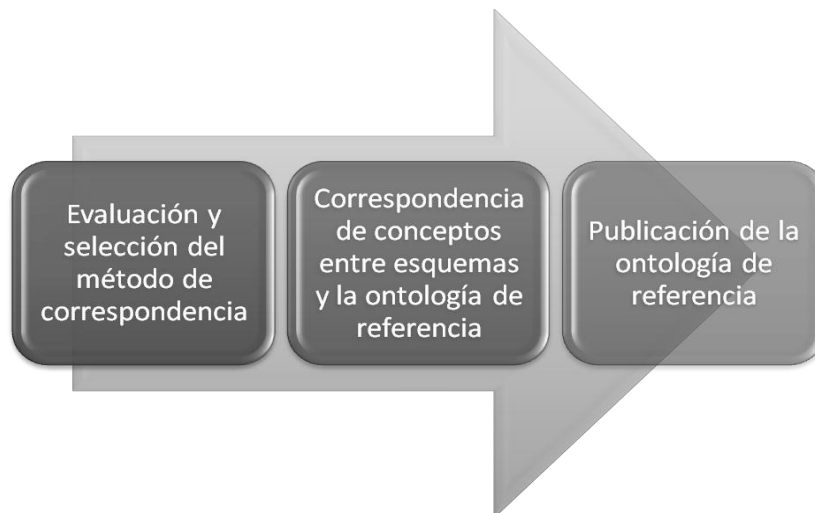 Evaluación y
selección del
método de
correspondencia
Correspondencia
de conceptos
entre esquemas
y la ontología de
referencia
Publicación de la
ontología de
referencia